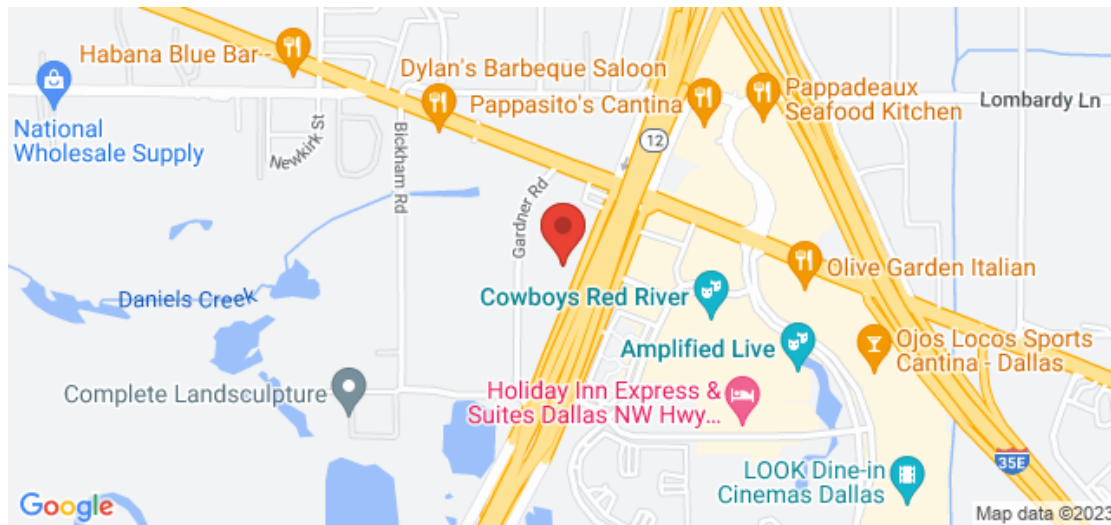 Habana Blue Bar--
Dylan's Barbeque Saloon
Pappasito's Cantina
Pappadeaux
Seafood Kitchen
Lombardy Ln
National
Wholesale Supply
Newkirk St
Bickham Rd
12
Gardner Rd
Olive Garden Italian
Daniels Creek
Cowboys Red River
Amplified Live
Ojos Locos Sports
Cantina - Dallas
Complete Landsculpture
Holiday Inn Express &
Suites Dallas NW Hwy...
LOOK Dine-in
Cinemas Dallas
35E
Google
Map data ©2023